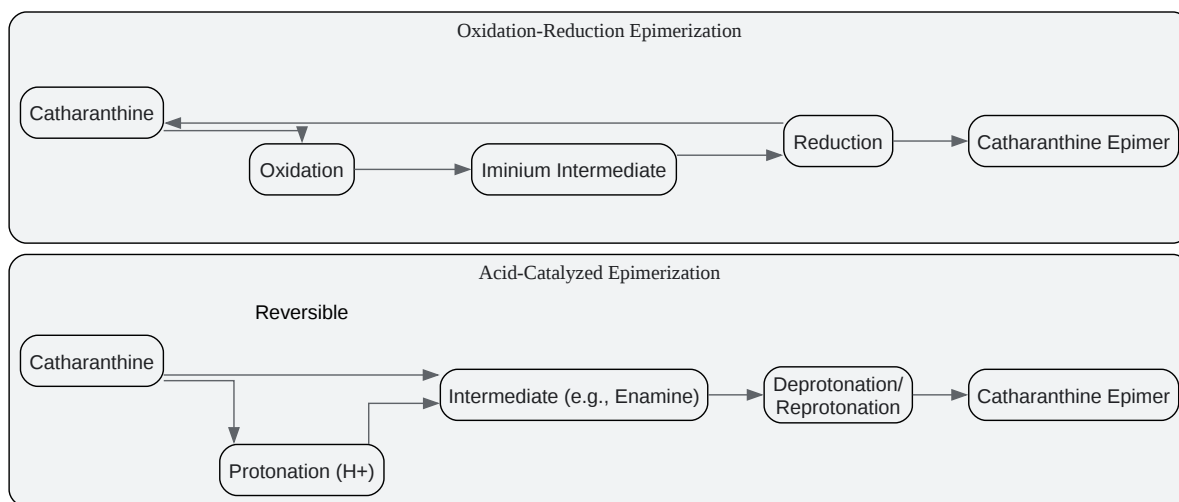 Oxidation-Reduction Epimerization
Catharanthine
Oxidation
Iminium Intermediate
Reduction
Catharanthine Epimer
Acid-Catalyzed Epimerization
Reversible
Catharanthine
Protonation (H+)
Intermediate (e.g., Enamine)
Deprotonation/
Reprotonation
Catharanthine Epimer